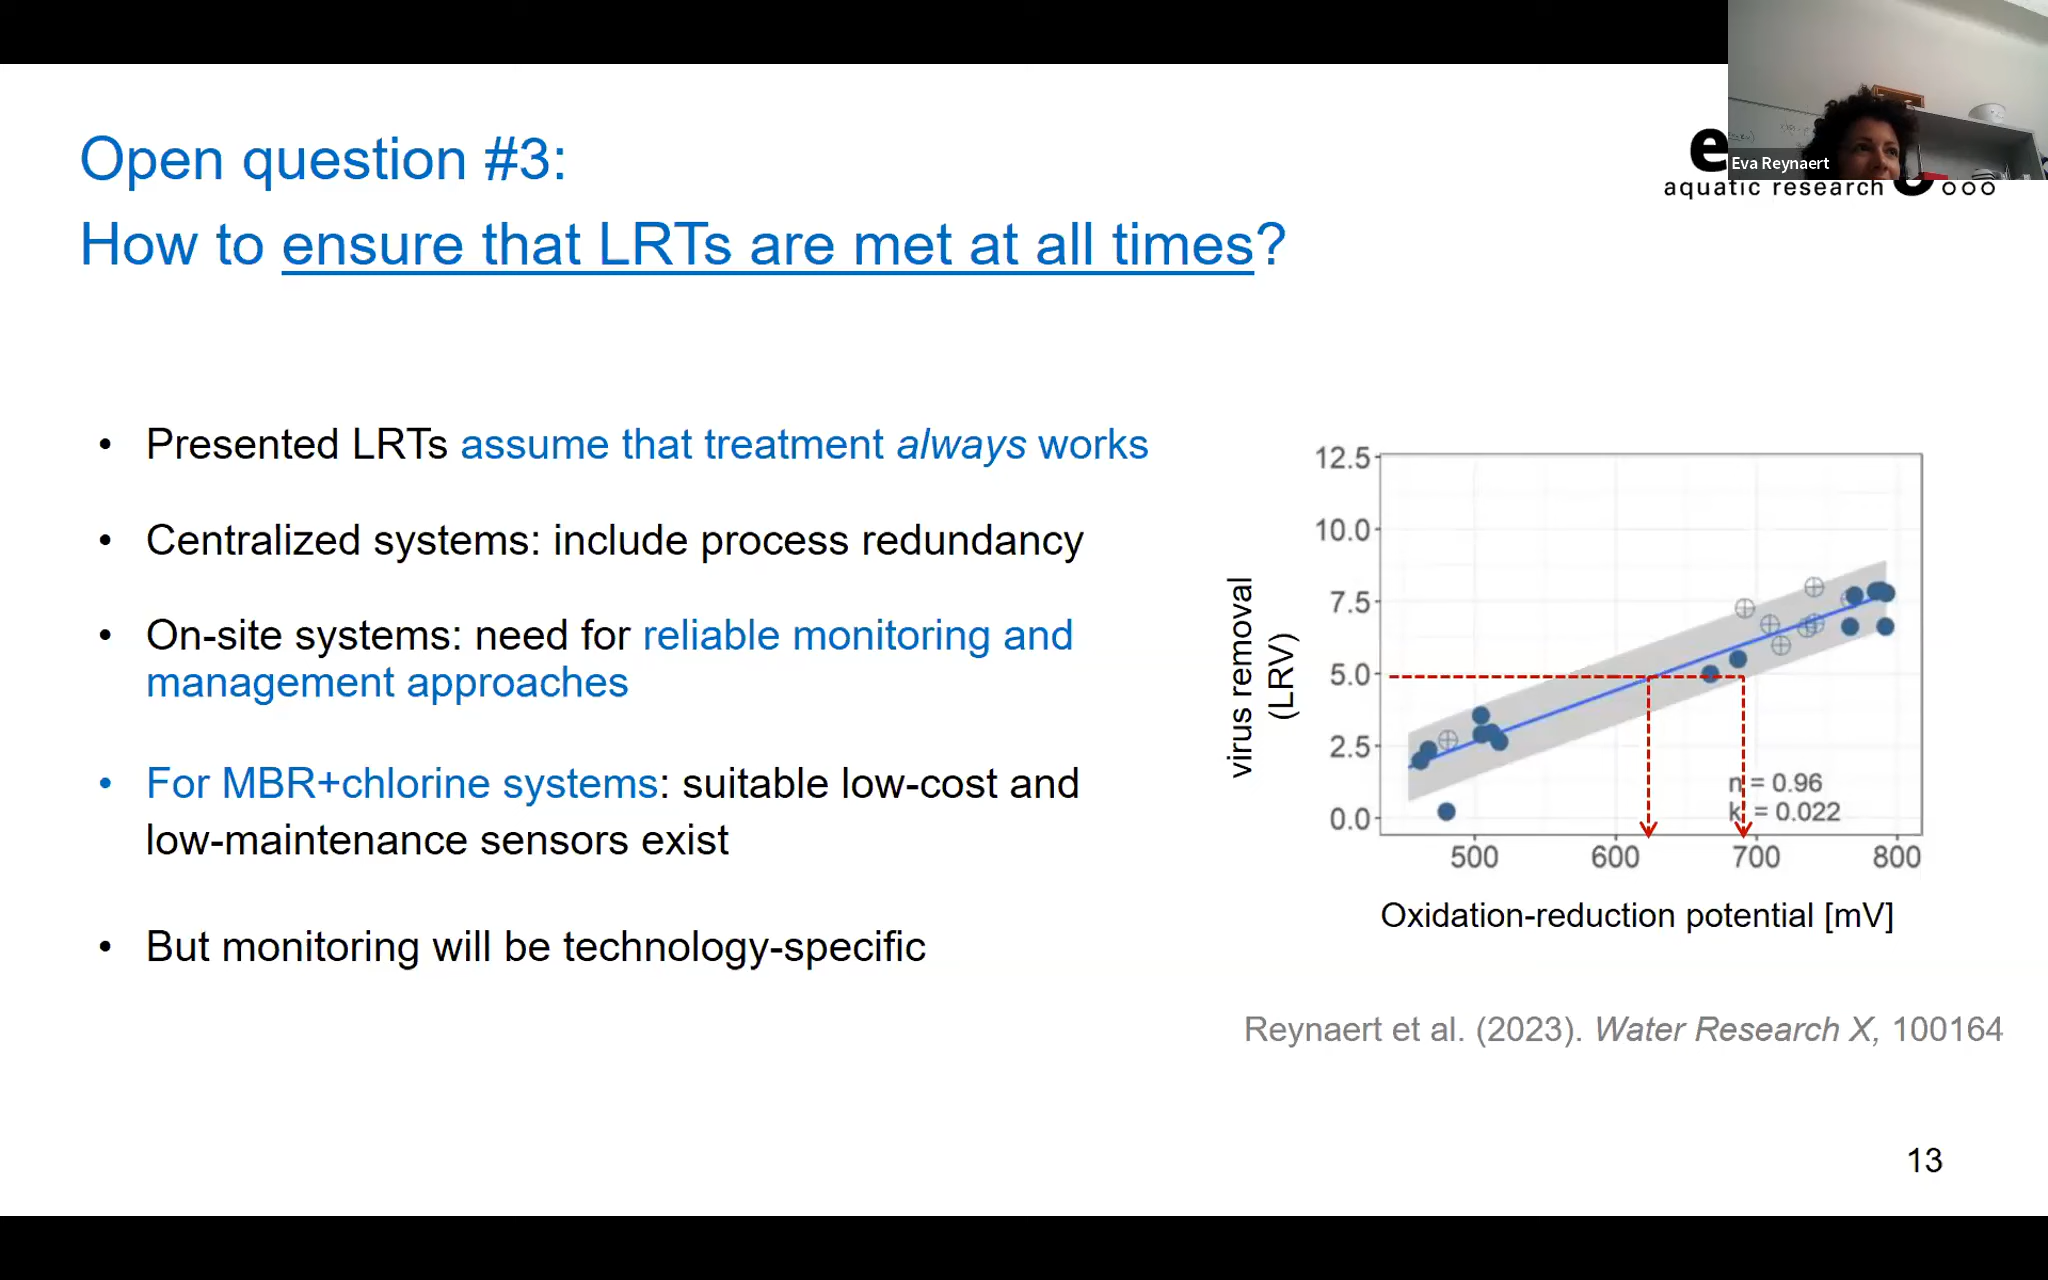 Open question #3:
How to ensure that LRTs are met at all times?
Eva Reynaert
aquatic research
• Presented LRTs assume that treatment always works
• Centralized systems: include process redundancy
• On-site systems: need for reliable monitoring and
management approaches
• For MBR+chlorine systems: suitable low-cost and
low-maintenance sensors exist
• But monitoring will be technology-specific
virus removal
(LRV)
12.5
10.0
7.5
5.0
2.5
0.0
n = 0.96
k = 0.022
500 600 700 800
Oxidation-reduction potential [mV]
Reynaert et al. (2023). Water Research X, 100164
13